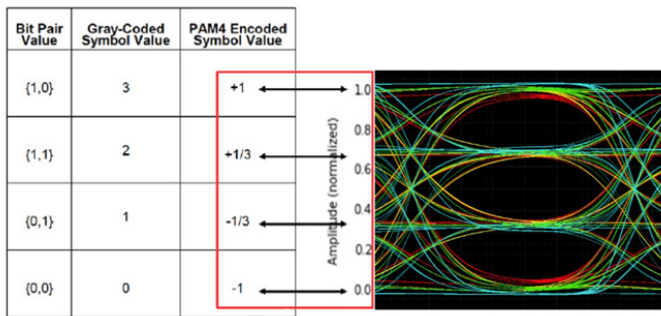 Bit Pair Value
Gray-Coded Symbol Value
PAM4 Encoded Symbol Value
{1,0} 3 +1
{1,1} 2 +1/3
{0,1} 1 -1/3
{0,0} 0 -1
Amplitude (normalized)
1.0
0.8
0.6
0.4
0.2
0.0